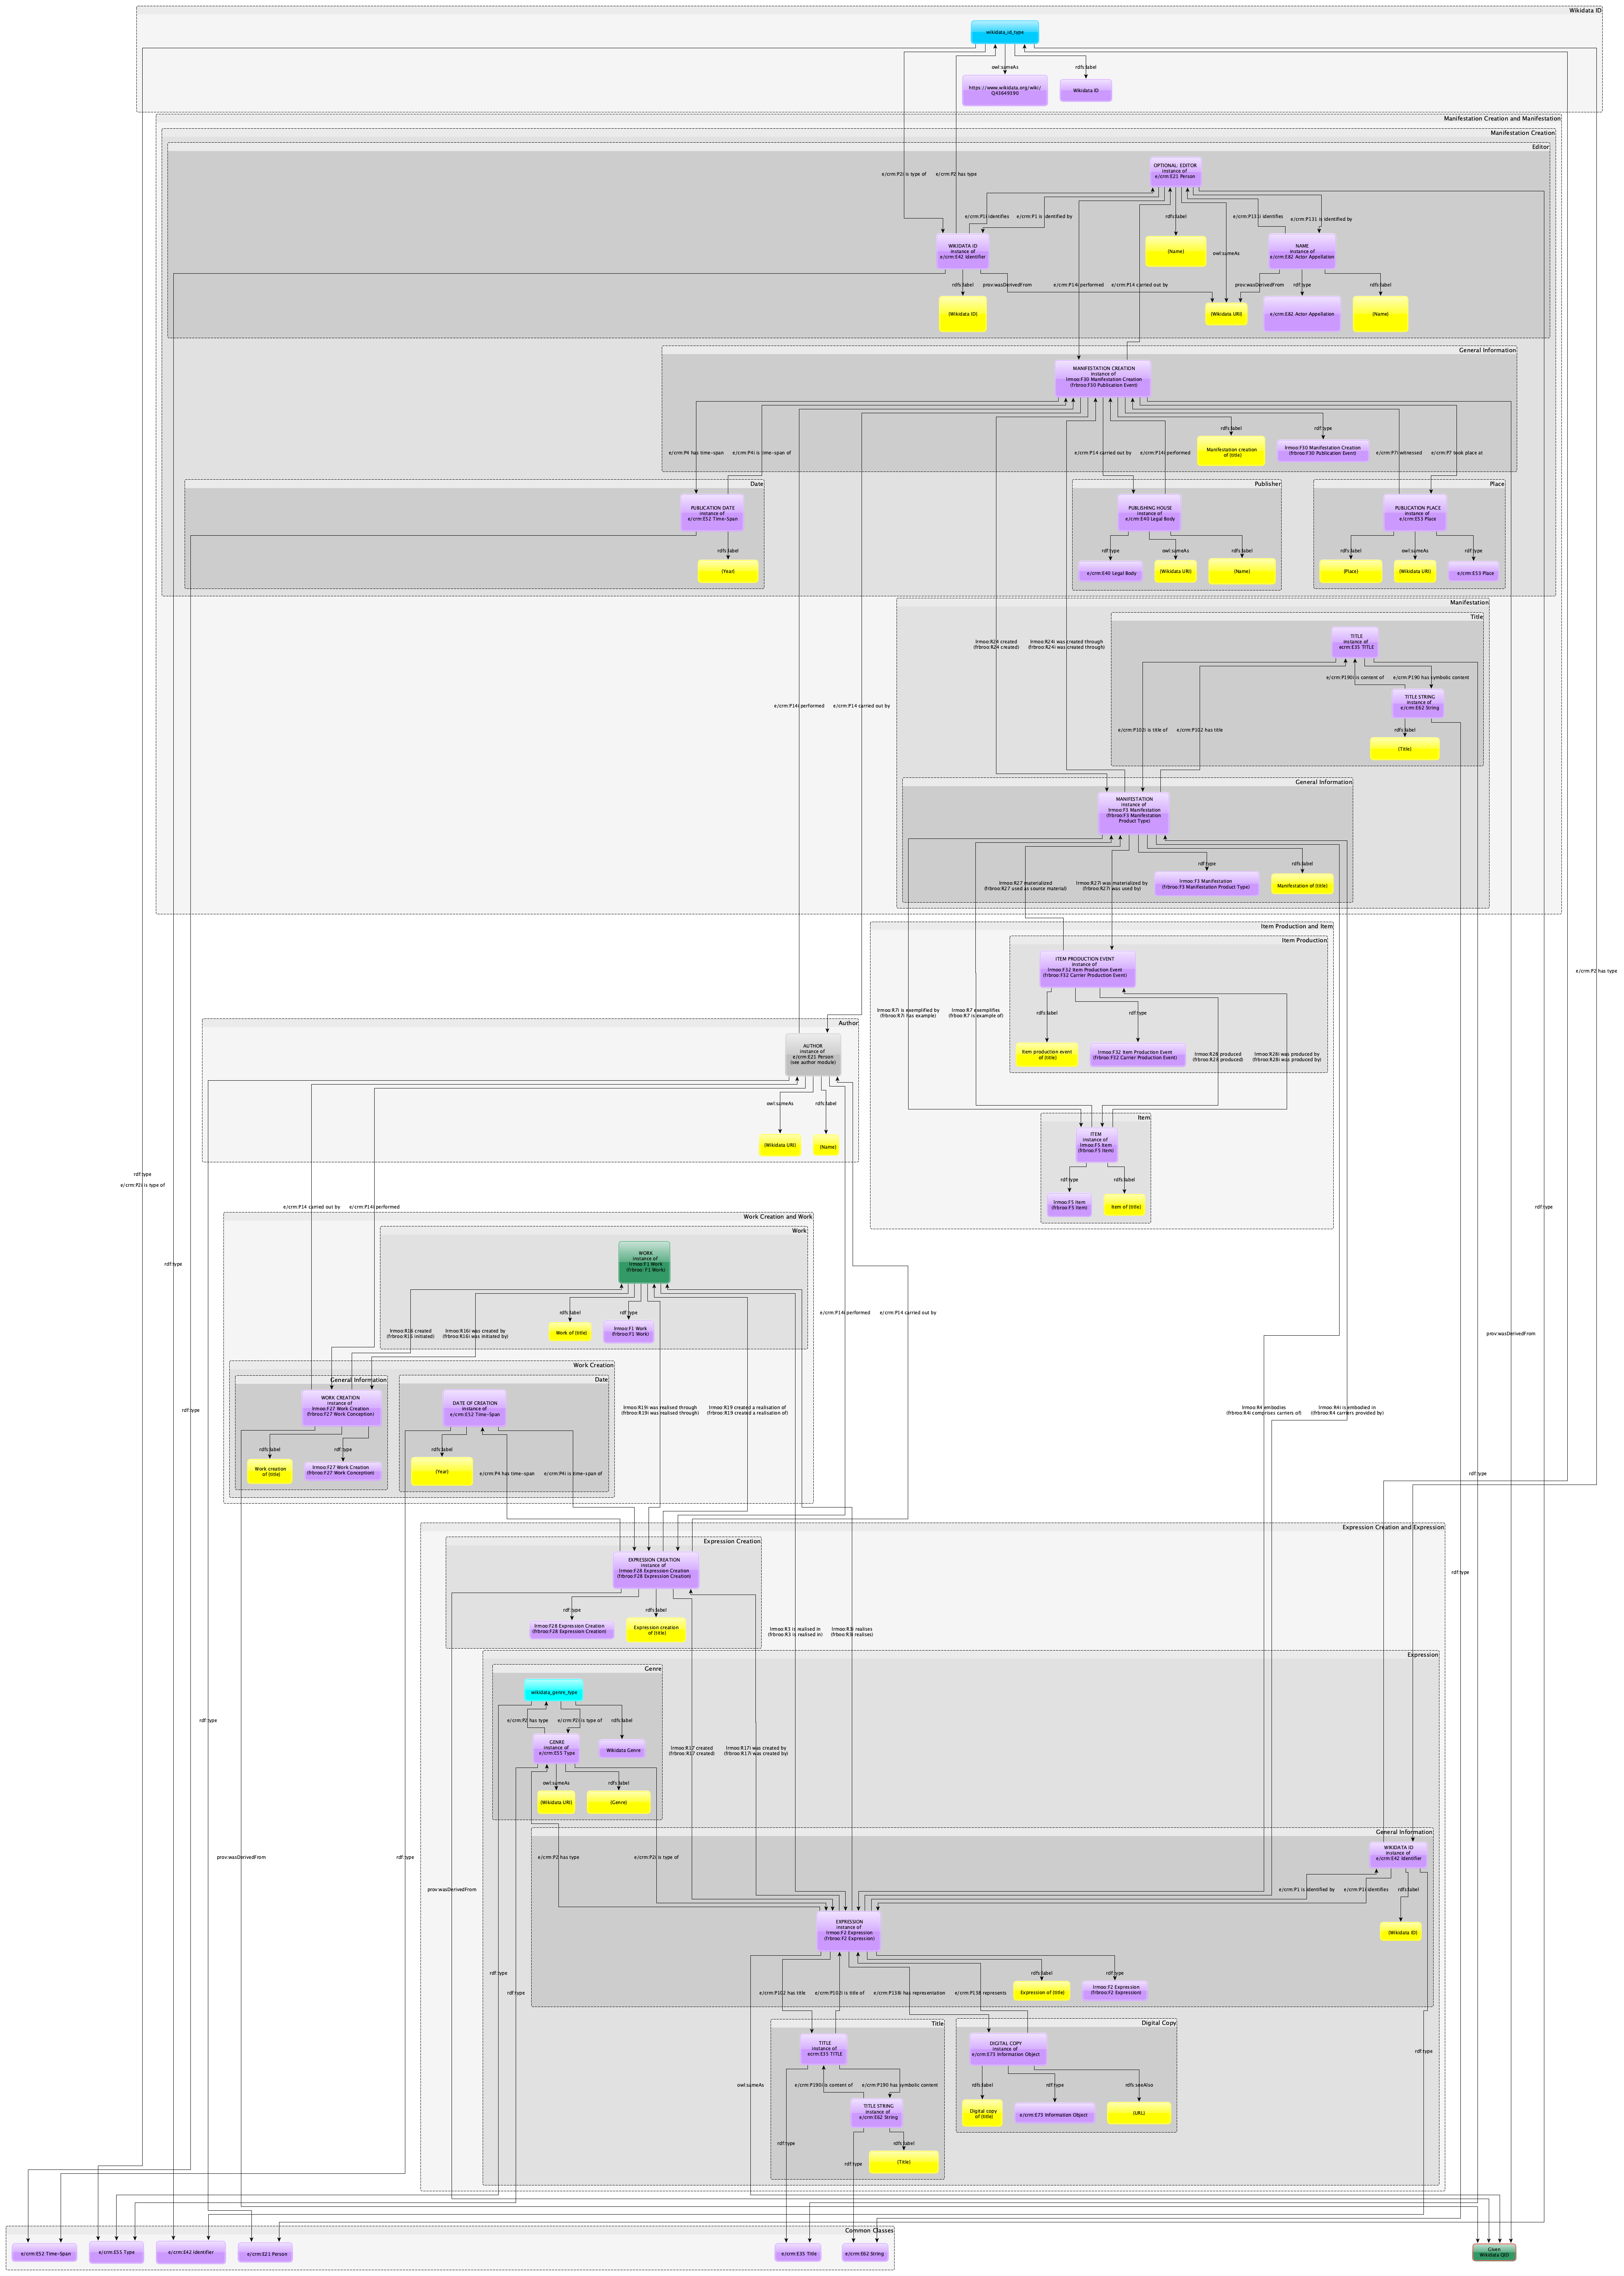 Wikidata ID
wikidata_id_type
owl:sameAs
rdfs:label
https://www.wikidata.org/wiki/
Q43649390
Wikidata ID
Manifestation Creation and Manifestation
Manifestation Creation
Editor
OPTIONAL: EDITOR
instance of
e/crm:E21 Person
e/crm:P2i is type of
e/crm:P2 has type
e/crm:P1i identifies
e/crm:P1 is identified by
rdfs:label
e/crm:P131i identifies
e/crm:P131 is identified by
WIKIDATA ID
instance of
e/crm:E42 Identifier
(Name)
owl:sameAs
NAME
instance of
e/crm:E82 Actor Appellation
rdfs:label
prov:wasDerivedFrom
e/crm:P14i performed
e/crm:P14 carried out by
prov:wasDerivedFrom
rdf:type
rdfs:label
(Wikidata ID)
(Wikidata URI)
e/crm:E82 Actor Appellation
(Name)
General Information
MANIFESTATION CREATION
instance of
lrmoo:F30 Manifestation Creation
(frbroo:F30 Publication Event)
rdfs:label
rdf:type
e/crm:P4 has time-span
e/crm:P4i is time-span of
e/crm:P14 carried out by
e/crm:P14i performed
Manifestation creation
of (title)
lrmoo:F30 Manifestation Creation
(frbroo:F30 Publication Event)
e/crm:P7i witnessed
e/crm:P7 took place at
Date
Publisher
Place
PUBLICATION DATE
instance of
e/crm:E52 Time-Span
PUBLISHING HOUSE
instance of
e/crm:E40 Legal Body
PUBLICATION PLACE
instance of
e/crm:E53 Place
rdfs:label
rdf:type
owl:sameAs
rdfs:label
rdfs:label
owl:sameAs
rdf:type
(Year)
e/crm:E40 Legal Body
(Wikidata URI)
(Name)
(Place)
(Wikidata URI)
e/crm:E53 Place
Manifestation
Title
TITLE
instance of
ecrm:E35 TITLE
lrmoo:R24 created
(frbroo:R24 created)
lrmoo:R24i was created through
(frbroo:R24i was created through)
e/crm:P190i is content of
e/crm:P190 has symbolic content
TITLE STRING
instance of
e/crm:E62 String
e/crm:P14i performed
e/crm:P14 carried out by
e/crm:P102i is title of
e/crm:P102 has title
rdfs:label
(Title)
General Information
MANIFESTATION
instance of
lrmoo:F3 Manifestation
(frbroo:F3 Manifestation
Product Type)
rdf:type
rdfs:label
lrmoo:R27 materialized
(frbroo:R27 used as source material)
lrmoo:R27i was materialized by
(frbroo:R27i was used by)
lrmoo:F3 Manifestation
(frbroo:F3 Manifestation Product Type)
Manifestation of (title)
Item Production and Item
Item Production
ITEM PRODUCTION EVENT
instance of
lrmoo:F32 Item Production Event
(frbroo:F32 Carrier Production Event)
e/crm:P2 has type
lrmoo:R7i is exemplified by
(frbroo:R7i has example)
lrmoo:R7 exemplifies
(frbroo:R7 is example of)
rdfs:label
rdf:type
Item production event
of (title)
lrmoo:F32 Item Production Event
(frbroo:F32 Carrier Production Event)
lrmoo:R28 produced
(frbroo:R28 produced)
lrmoo:R28i was produced by
(frbroo:R28i was produced by)
Author
AUTHOR
instance of
e/crm:E21 Person
(see author module)
owl:sameAs
rdfs:label
(Wikidata URI)
(Name)
Item
ITEM
instance of
lrmoo:F5 Item
(frbroo:F5 Item)
rdf:type
e/crm:P2i is type of
rdf:type
rdfs:label
lrmoo:F5 Item
(frbroo:F5 Item)
Item of (title)
e/crm:P14 carried out by
e/crm:P14i performed
rdf:type
Work Creation and Work
Work
WORK
instance of
lrmoo:F1 Work
(frbroo: F1 Work)
rdf:type
rdfs:label
rdf:type
e/crm:P14i performed
e/crm:P14 carried out by
lrmoo:R16 created
(frbroo:R16 initiated)
lrmoo:R16i was created by
(frbroo:R16i was initiated by)
Work of (title)
lrmoo:F1 Work
(frbroo:F1 Work)
prov:wasDerivedFrom
Work Creation
General Information
Date
WORK CREATION
instance of
lrmoo:F27 Work Creation
(frbroo:F27 Work Conception)
DATE OF CREATION
instance of
e/crm:E52 Time-Span
rdf:type
lrmoo:R19i was realised through
(frbroo:R19i was realised through)
lrmoo:R19 created a realisation of
(frbroo:R19 created a realisation of)
lrmoo:R4 embodies
(frbroo:R4i comprises carriers of)
lrmoo:R4i is embodied in
((frbroo:R4 carriers provided by)
rdfs:label
rdf:type
rdfs:label
Work creation
of (title)
lrmoo:F27 Work Creation
(frbroo:F27 Work Conception)
(Year)
e/crm:P4 has time-span
e/crm:P4i is time-span of
rdf:type
Expression Creation and Expression
Expression Creation
EXPRESSION CREATION
instance of
lrmoo:F28 Expression Creation
(frbroo:F28 Expression Creation)
rdf:type
rdf:type
rdfs:label
lrmoo:F28 Expression Creation
(frbroo:F28 Expression Creation)
Expression creation
of (title)
lrmoo:R3 is realised in
(frbroo:R3 is realised in)
lrmoo:R3i realises
(frbroo:R3i realises)
Expression
Genre
wikidata_genre_type
rdf:type
e/crm:P2 has type
e/crm:P2i is type of
rdfs:label
GENRE
instance of
e/crm:E55 Type
Wikidata Genre
lrmoo:R17 created
(frbroo:R17 created)
lrmoo:R17i was created by
(frbroo:R17i was created by)
owl:sameAs
rdfs:label
(Wikidata URI)
(Genre)
General Information
WIKIDATA ID
instance of
e/crm:E42 Identifier
prov:wasDerivedFrom
rdf:type
e/crm:P2 has type
e/crm:P2i is type of
prov:wasDerivedFrom
e/crm:P1 is identified by
e/crm:P1i identifies
rdfs:label
EXPRESSION
instance of
lrmoo:F2 Expression
(frbroo:F2 Expression)
(Wikidata ID)
rdf:type
rdfs:label
rdf:type
rdf:type
e/crm:P102 has title
e/crm:P102i is title of
e/crm:P138i has representation
e/crm:P138 represents
Expression of (title)
lrmoo:F2 Expression
(frbroo:F2 Expression)
Title
Digital Copy
TITLE
instance of
ecrm:E35 TITLE
DIGITAL COPY
instance of
e/crm:E73 Information Object
rdf:type
owl:sameAs
e/crm:P190i is content of
e/crm:P190 has symbolic content
rdfs:label
rdf:type
rdfs:seeAlso
TITLE STRING
instance of
e/crm:E62 String
Digital copy
of (title)
e/crm:E73 Information Object
(URL)
rdf:type
rdfs:label
rdf:type
(Title)
Common Classes
e/crm:E52 Time-Span
e/crm:E55 Type
e/crm:E42 Identifier
e/crm:E21 Person
e/crm:E35 Title
e/crm:E62 String
Given
Wikidata QID